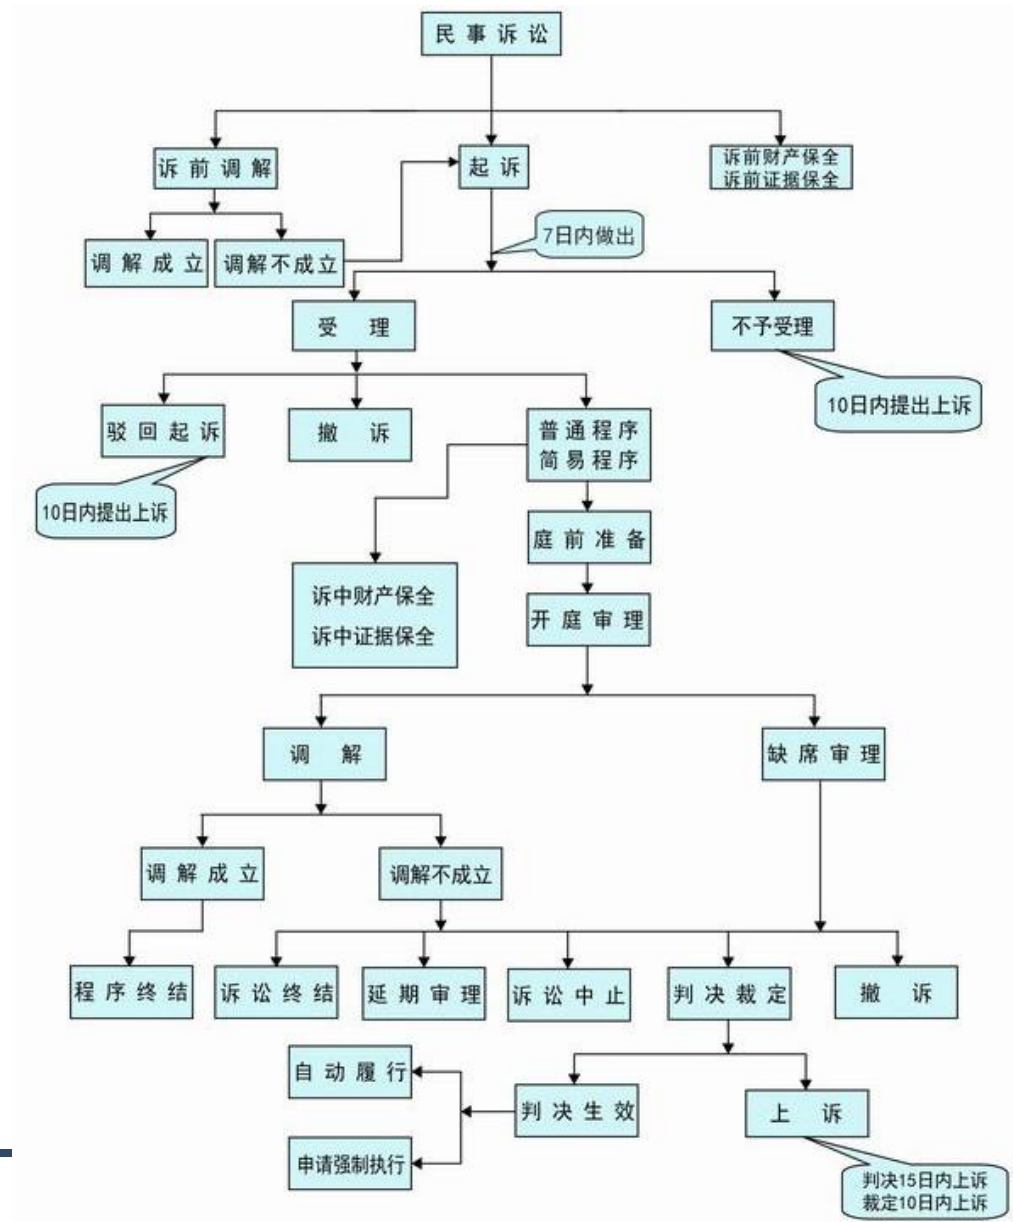 民事诉讼
诉前调解
起诉
诉前财产保全
诉前证据保全
7日内做出
调解成立
调解不成立
受理
不予受理
10日内提出上诉
驳回起诉
撤诉
普通程序
简易程序
10日内提出上诉
庭前准备
诉中财产保全
诉中证据保全
开庭审理
调解
缺席审理
调解成立
调解不成立
程序终结
诉讼终结
延期审理
诉讼中止
判决裁定
撤诉
自动履行
判决生效
上诉
申请强制执行
判决15日内上诉
裁定10日内上诉